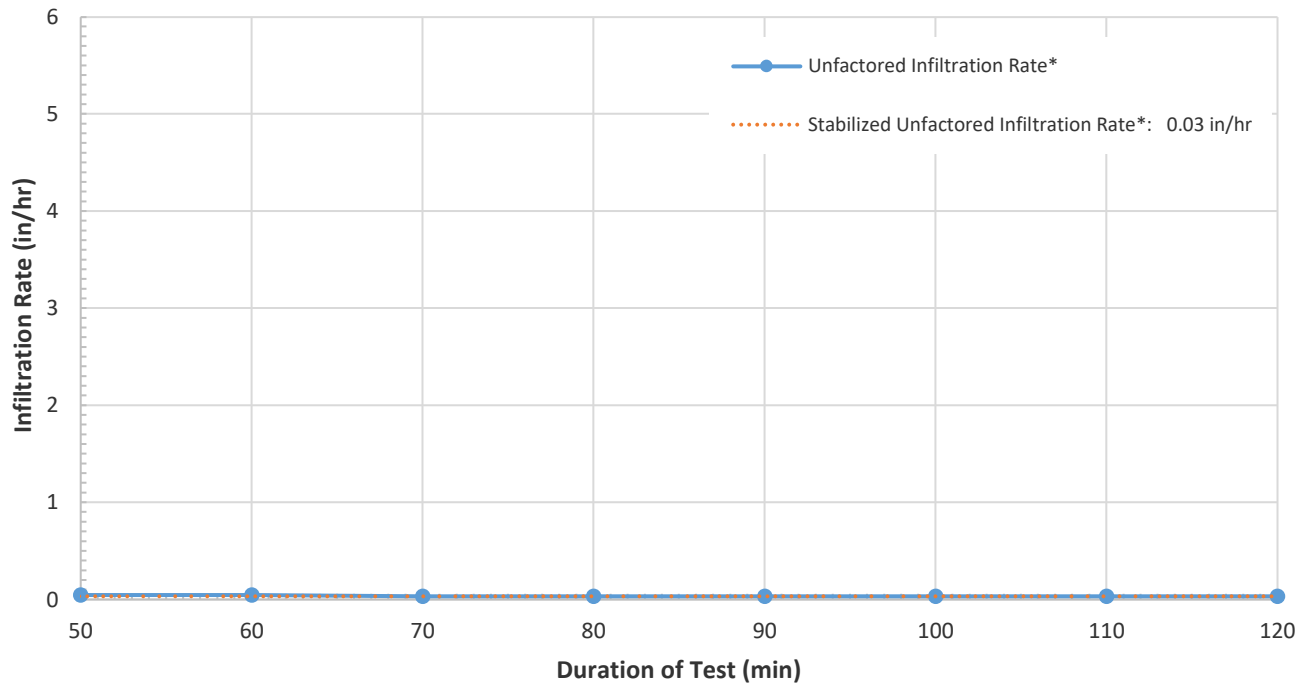 6
5
4
3
2
1
0
Infiltration Rate (in/hr)
Unfactored Infiltration Rate*
Stabilized Unfactored Infiltration Rate*: 0.03 in/hr
50 60 70 80 90 100 110 120
Duration of Test (min)